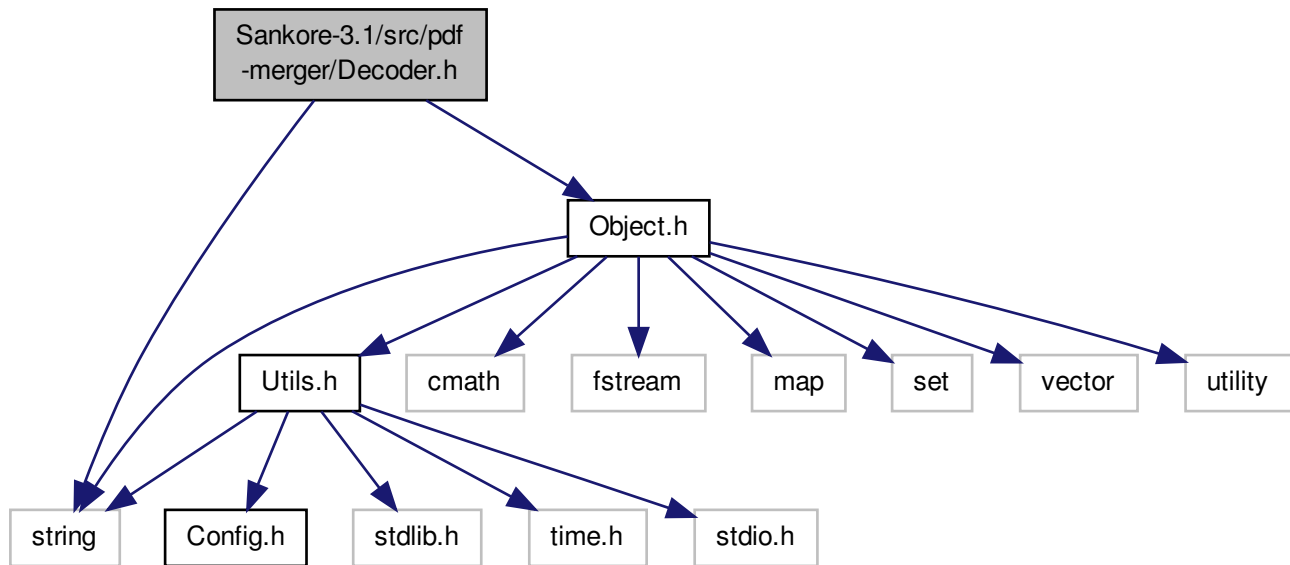 Sankore-3.1/src/pdf
-merger/Decoder.h
Object.h
Utils.h
cmath
fstream
map
set
vector
utility
string
Config.h
stdlib.h
time.h
stdio.h